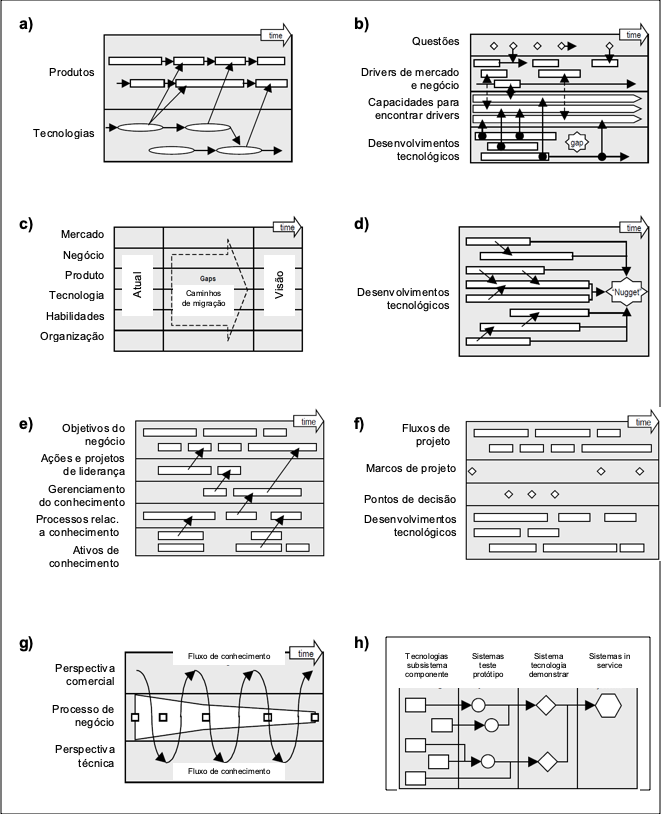 a)
time
Produtos
Tecnologias
b)
time
Questões
Drivers de mercado
e negócio
Capacidades para
encontrar drivers
Desenvolvimentos
tecnológicos
gap
c)
time
Mercado
Negócio
Produto
Tecnologia
Habilidades
Organização
Atual
Gaps
Caminhos
de migração
Visão
d)
time
Desenvolvimentos
tecnológicos
'Nugget'
e)
time
Objetivos do
negócio
Ações e projetos
de liderança
Gerenciamento
do conhecimento
Processos relac.
a conhecimento
Ativos de
conhecimento
f)
time
Fluxos de
projeto
Marcos de projeto
Pontos de decisão
Desenvolvimentos
tecnológicos
g)
time
Fluxo de conhecimento
Perspectiva
comercial
Processo de
negócio
Perspectiva
técnica
Fluxo de conhecimento
h)
Tecnologias
subsistema
componente
Sistemas
teste
protótipo
Sistema
tecnologia
demonstrar
Sistemas in
service